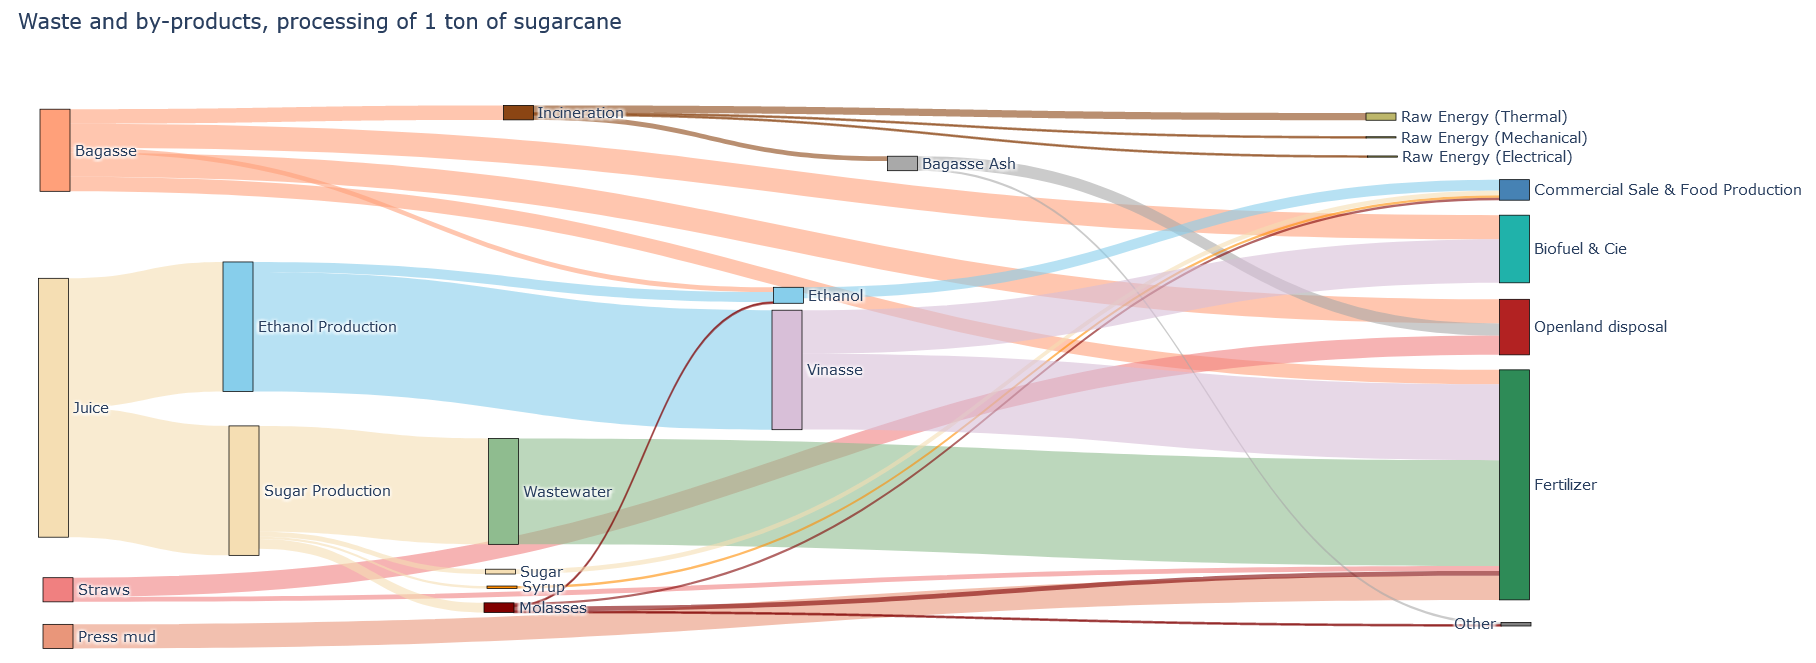 Waste and by-products, processing of 1 ton of sugarcane
Incineration
Raw Energy (Thermal)
Raw Energy (Mechanical)
Bagasse
Raw Energy (Electrical)
Bagasse Ash
Commercial Sale & Food Production
Biofuel & Cie
Ethanol
Ethanol Production
Openland disposal
Vinasse
Juice
Fertilizer
Sugar Production
Wastewater
Sugar
Syrup
Straws
Molasses
Other
Press mud